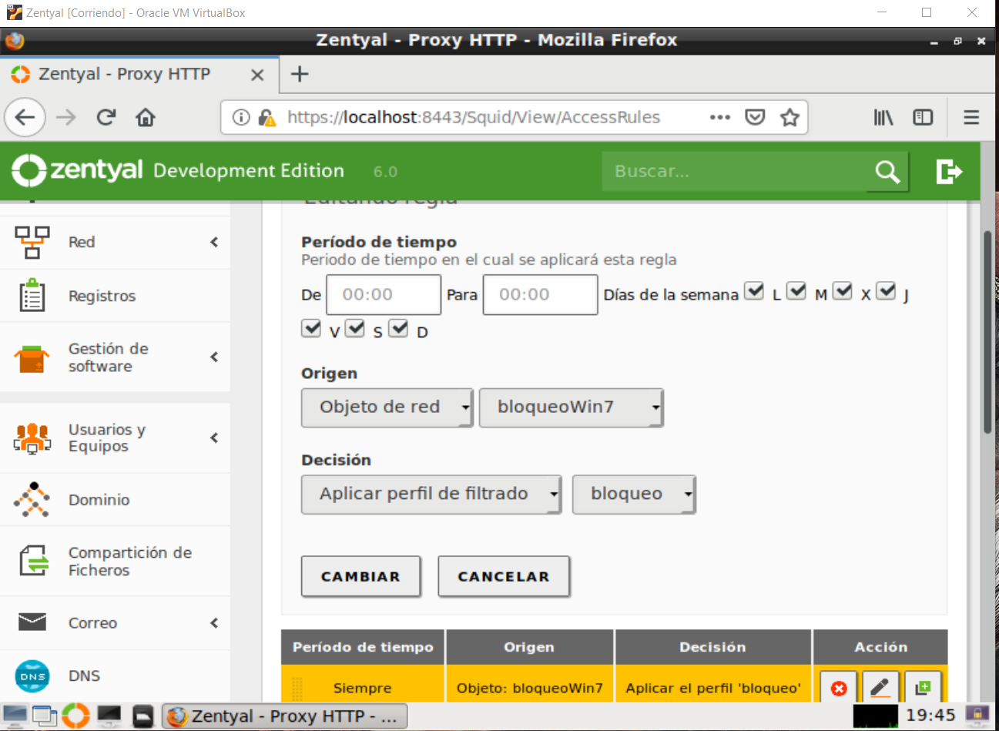 Zentyal [Corriendo] - Oracle VM VirtualBox
Zentyal - Proxy HTTP - Mozilla Firefox
Zentyal - Proxy HTTP
https://localhost:8443/Squid/View/AccessRules
zentyal Development Edition 6.0
Buscar...
Editando regla
Red
Registros
Gestión de
software
Usuarios y
Equipos
Dominio
Compartición de
Ficheros
Correo
DNS
DNS
Período de tiempo
Periodo de tiempo en el cual se aplicará esta regla
De 00:00 Para 00:00 Días de la semana L M X J
V S D
Origen
Objeto de red bloqueoWin7
Decisión
Aplicar perfil de filtrado bloqueo
CAMBIAR CANCELAR
Período de tiempo Origen Decisión Acción
Siempre Objeto: bloqueoWin7 Aplicar el perfil 'bloqueo'
Zentyal - Proxy HTTP - ...
19:45